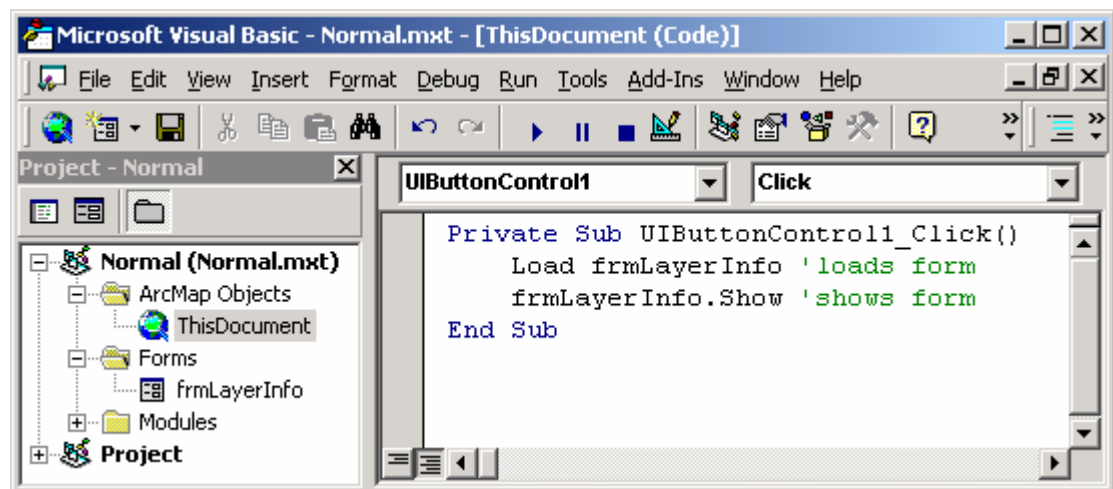 Microsoft Visual Basic - Normal.mxt - [ThisDocument (Code)]
File Edit View Insert Format Debug Run Tools Add-Ins Window Help
Project - Normal
UIButtonControl1 Click
Normal (Normal.mxt)
ArcMap Objects
ThisDocument
Forms
frmLayerInfo
Modules
Project
Private Sub UIButtonControl1_Click()
Load frmLayerInfo 'loads form
frmLayerInfo.Show 'shows form
End Sub